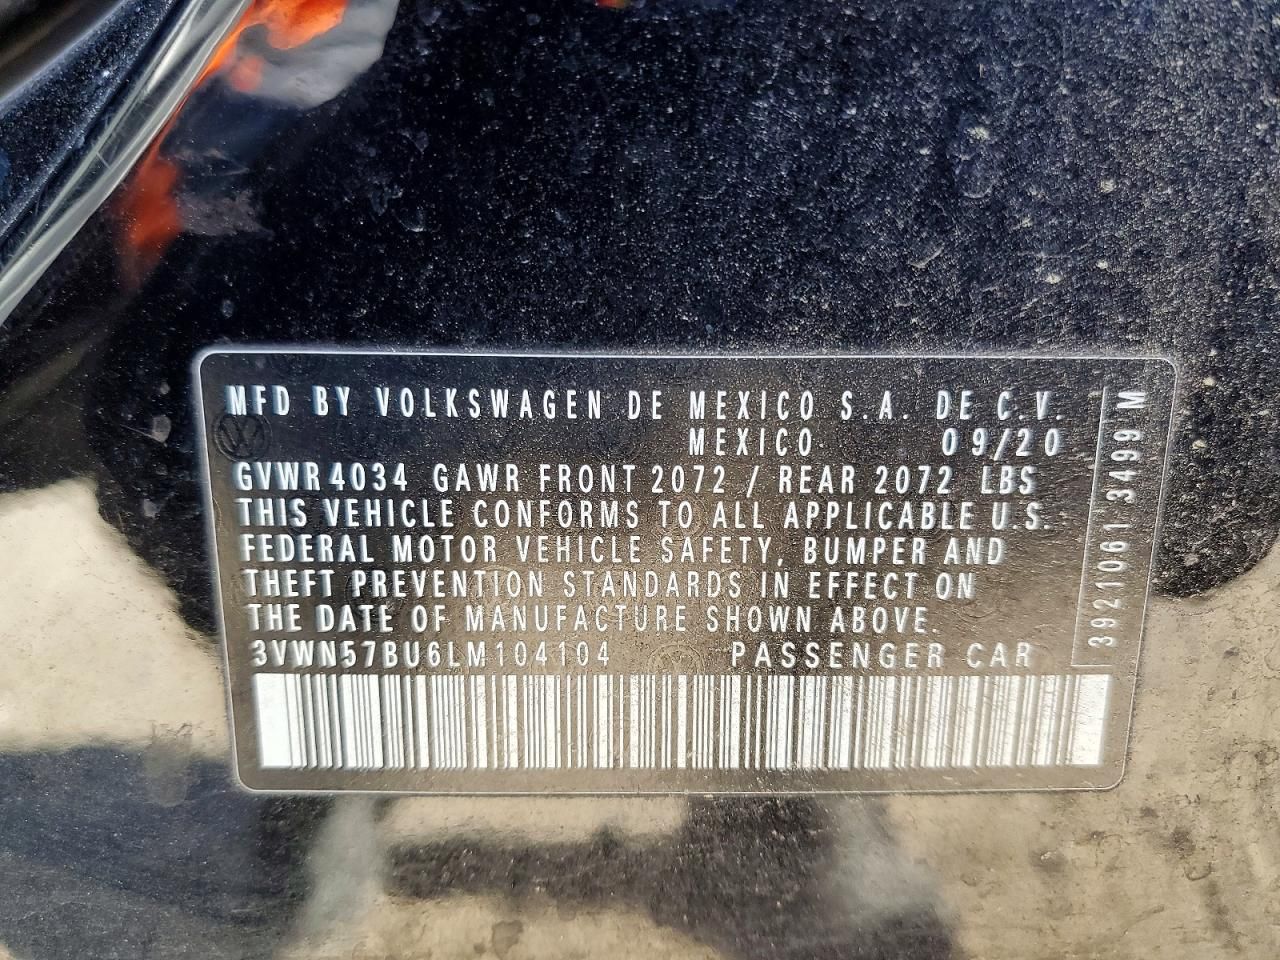 MFD BY VOLKSWAGEN DE MEXICO S.A. DE C.V.
MEXICO 09/20
GVWR 4034 GAWR FRONT 2072 / REAR 2072 LBS
THIS VEHICLE CONFORMS TO ALL APPLICABLE U.S.
FEDERAL MOTOR VEHICLE SAFETY, BUMPER AND
THEFT PREVENTION STANDARDS IN EFFECT ON
THE DATE OF MANUFACTURE SHOWN ABOVE.
3VWN57BU6LM104104 PASSENGER CAR
3921061 3499 M